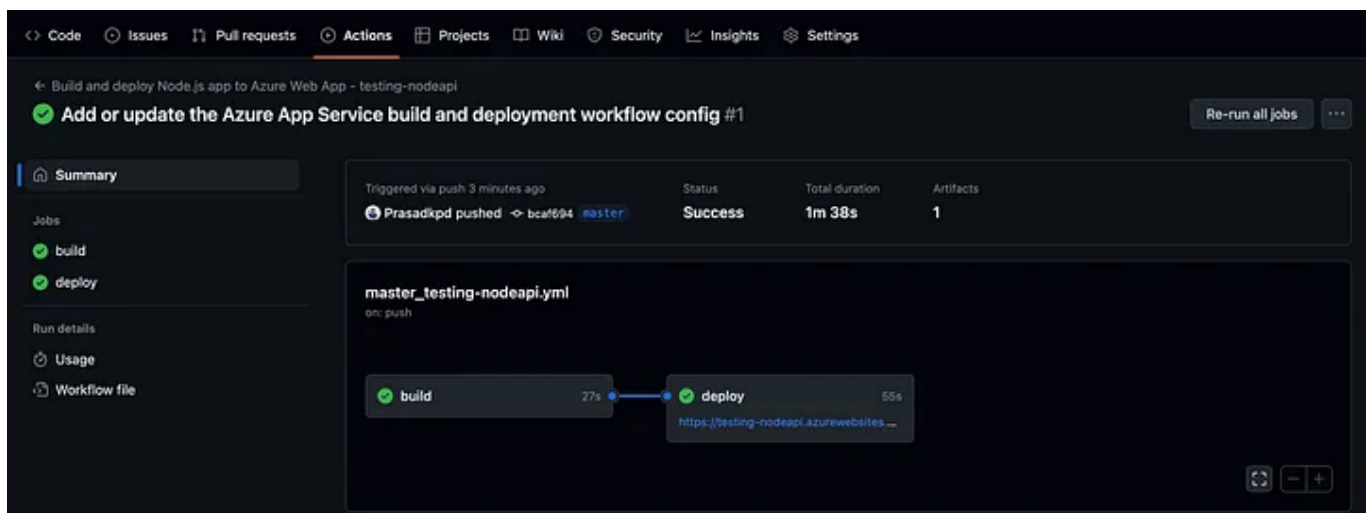 <> Code Issues Pull requests Actions Projects Wiki Security Insights Settings
← Build and deploy Node.js app to Azure Web App - testing-nodeapi
Add or update the Azure App Service build and deployment workflow config #1
Re-run all jobs ...
Summary
Jobs
build
deploy
Run details
Usage
Workflow file
Triggered via push 3 minutes ago
Prasadkpd pushed bcaf694 master
Status
Success
Total duration
1m 38s
Artifacts
1
master_testing-nodeapi.yml
on: push
build 27s
deploy 55s
https://testing-nodeapi.azurewebsites....